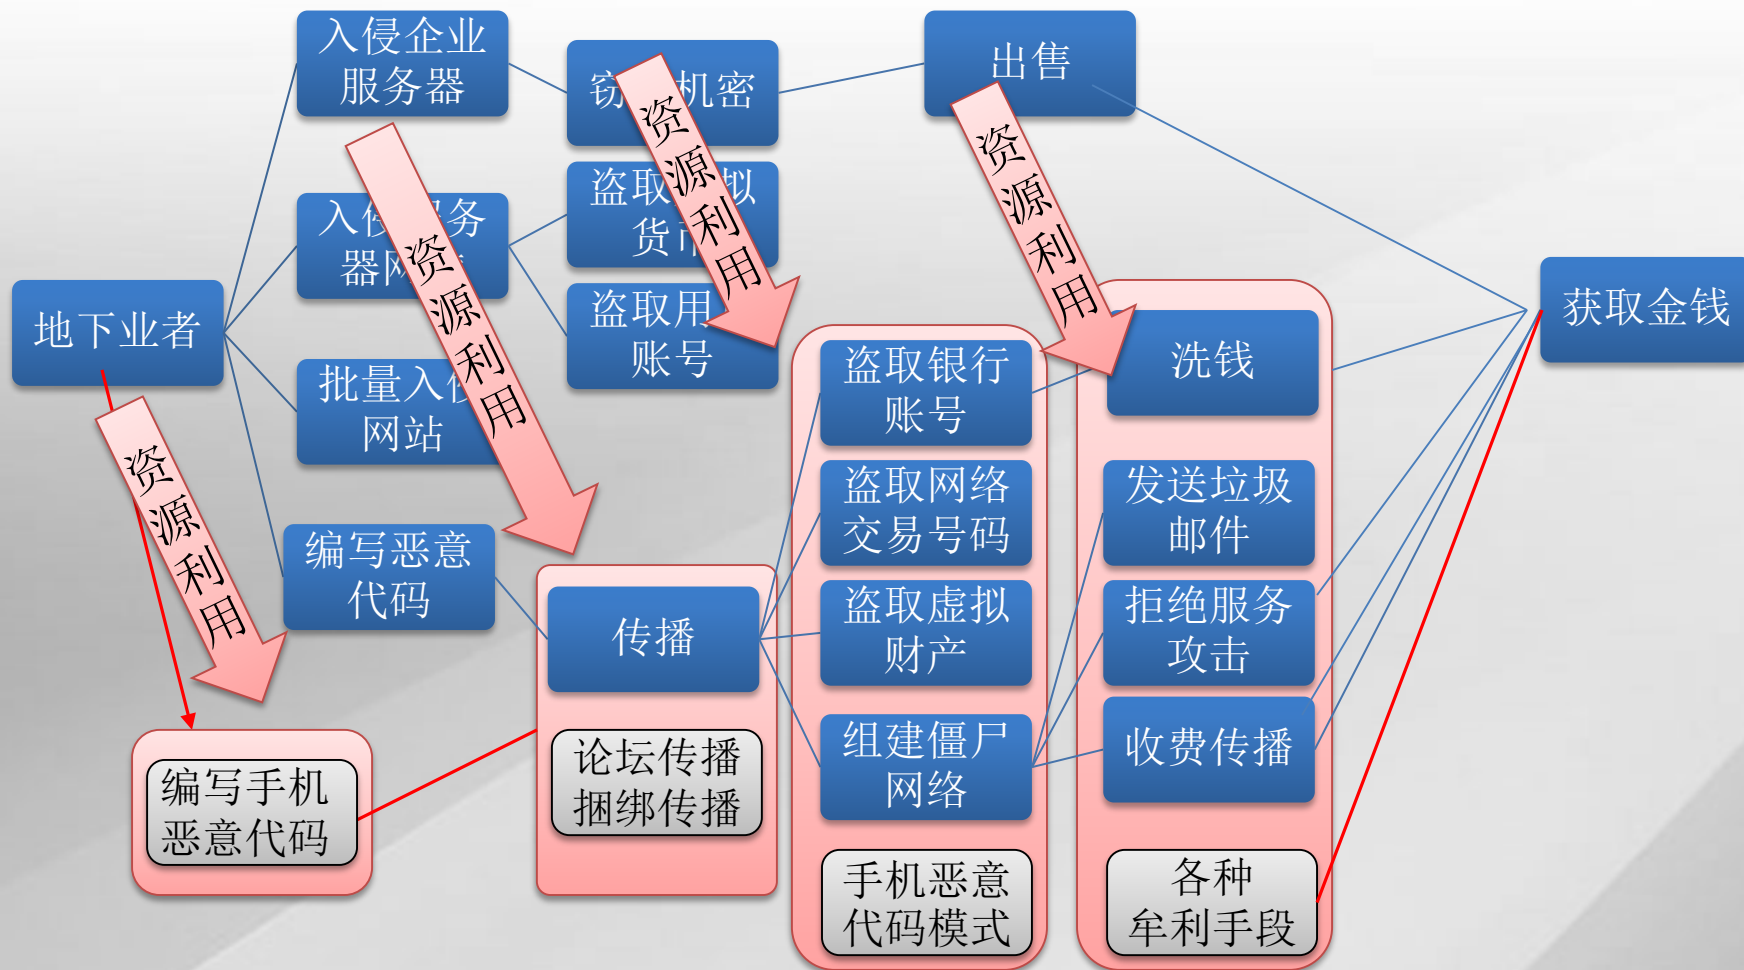 入侵企业
服务器
窃
机密
出售
资源利用
资源利用
盗取
拟
货币
入侵服务
器网
资源利用
盗取用
账号
地下业者
获取金钱
批量入侵
网站
资源利用
盗取银行
账号
洗钱
盗取网络
交易号码
发送垃圾
邮件
编写恶意
代码
传播
盗取虚拟
财产
拒绝服务
攻击
组建僵尸
网络
收费传播
论坛传播
捆绑传播
编写手机
恶意代码
手机恶意
代码模式
各种
牟利手段